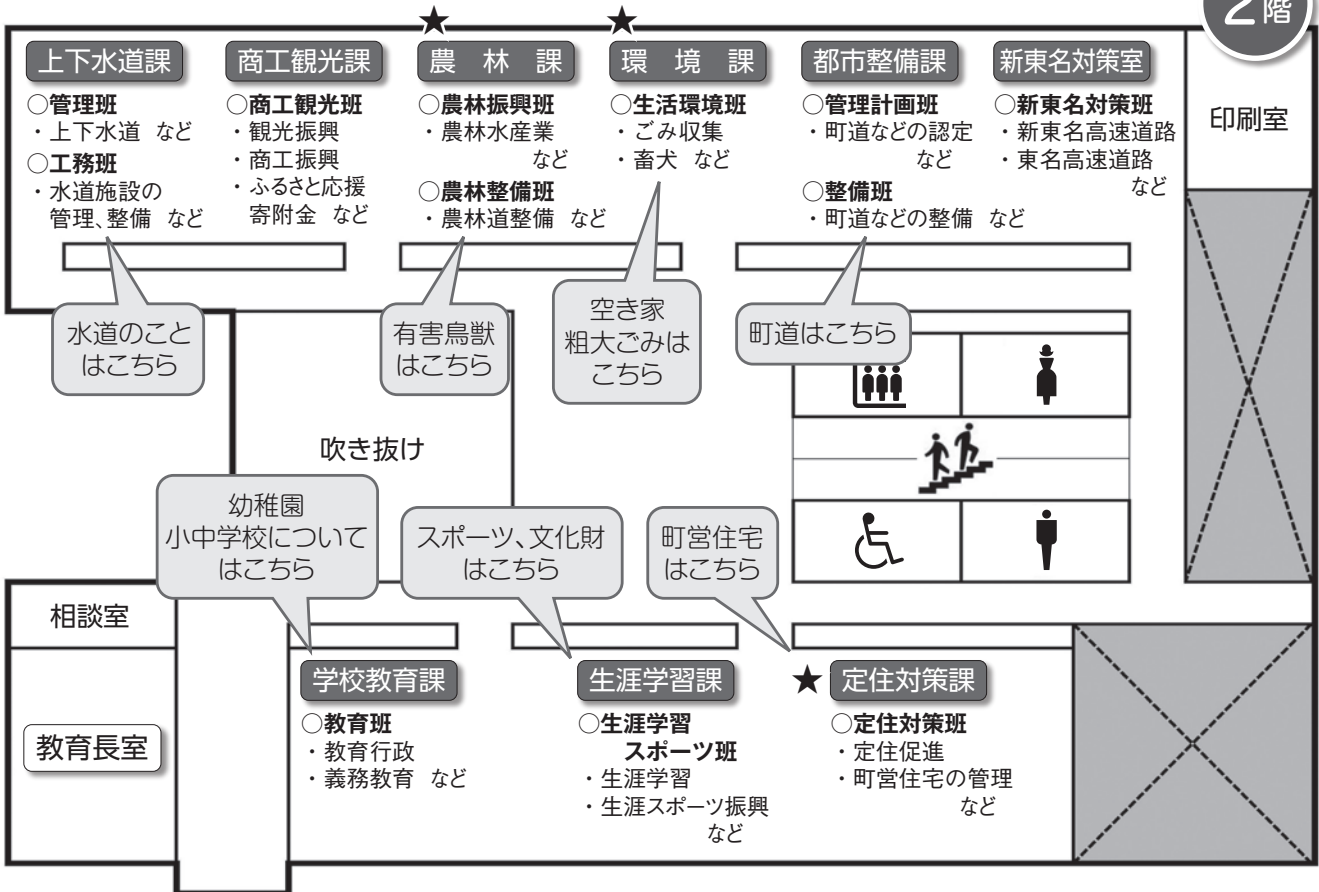 2階
★
★
上下水道課
○管理班
・上下水道 など
○工務班
・水道施設の
管理、整備 など
商工観光課
○商工観光班
・観光振興
・商工振興
・ふるさと応援
寄附金 など
農林課
○農林振興班
・農林水産業
など
○農林整備班
・農林道整備 など
環境課
○生活環境班
・ごみ収集
・畜犬 など
都市整備課
○管理計画班
・町道などの認定
など
○整備班
・町道などの整備 など
新東名対策室
○新東名対策班
・新東名高速道路
・東名高速道路
など
印刷室
水道のこと
はこちら
有害鳥獣
はこちら
空き家
粗大ごみは
こちら
町道はこちら
吹き抜け
幼稚園
小中学校について
はこちら
スポーツ、文化財
はこちら
町営住宅
はこちら
相談室
教育長室
学校教育課
○教育班
・教育行政
・義務教育 など
生涯学習課
○生涯学習
スポーツ班
・生涯学習
・生涯スポーツ振興
など
★ 定住対策課
○定住対策班
・定住促進
・町営住宅の管理
など